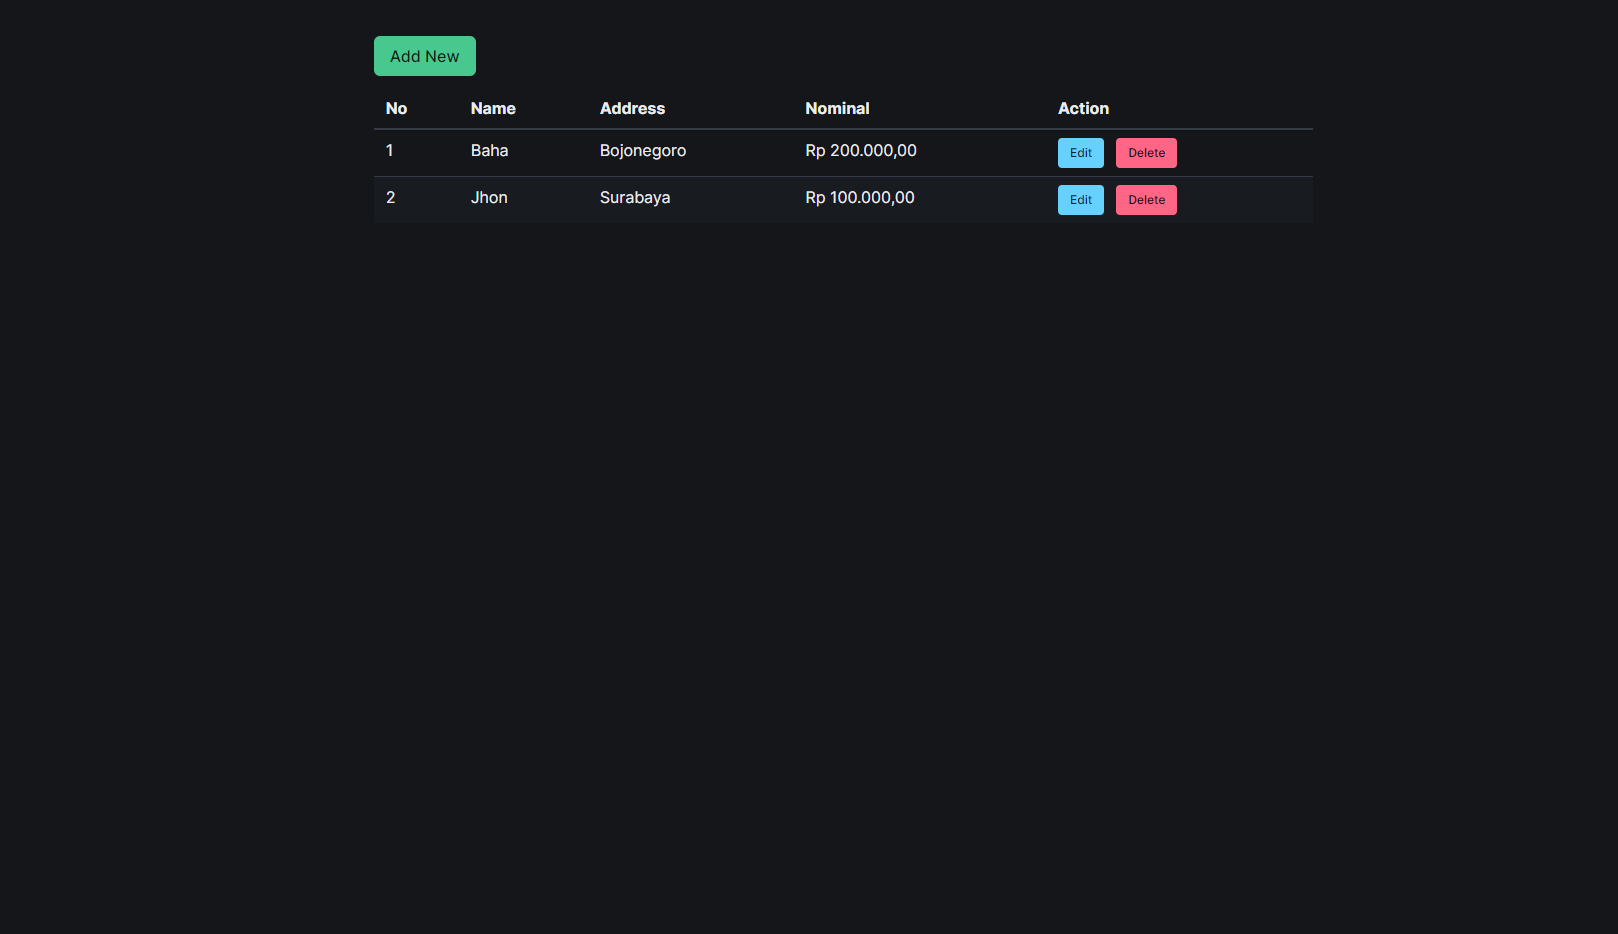 Add New
No Name Address Nominal Action
1 Baha Bojonegoro Rp 200.000,00 Edit Delete
2 Jhon Surabaya Rp 100.000,00 Edit Delete